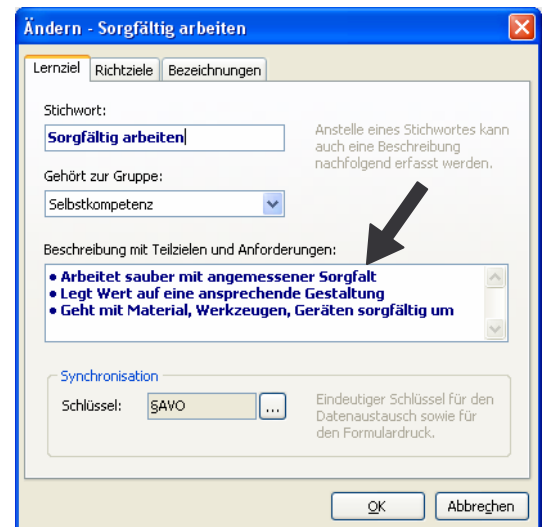 Ändern - Sorgfältig arbeiten
Lernziel Richtziele Bezeichnungen
Stichwort:
Sorgfältig arbeiten
Anstelle eines Stichwortes kann
auch eine Beschreibung
nachfolgend erfasst werden.
Gehört zur Gruppe:
Selbstkompetenz
Beschreibung mit Teilzielen und Anforderungen:
• Arbeitet sauber mit angemessener Sorgfalt
• Legt Wert auf eine ansprechende Gestaltung
• Geht mit Material, Werkzeugen, Geräten sorgfältig um
Synchronisation
Schlüssel: §AVO ...
Eindeutiger Schlüssel für den
Datenaustausch sowie für
den Formulardruck.
OK Abbrechen